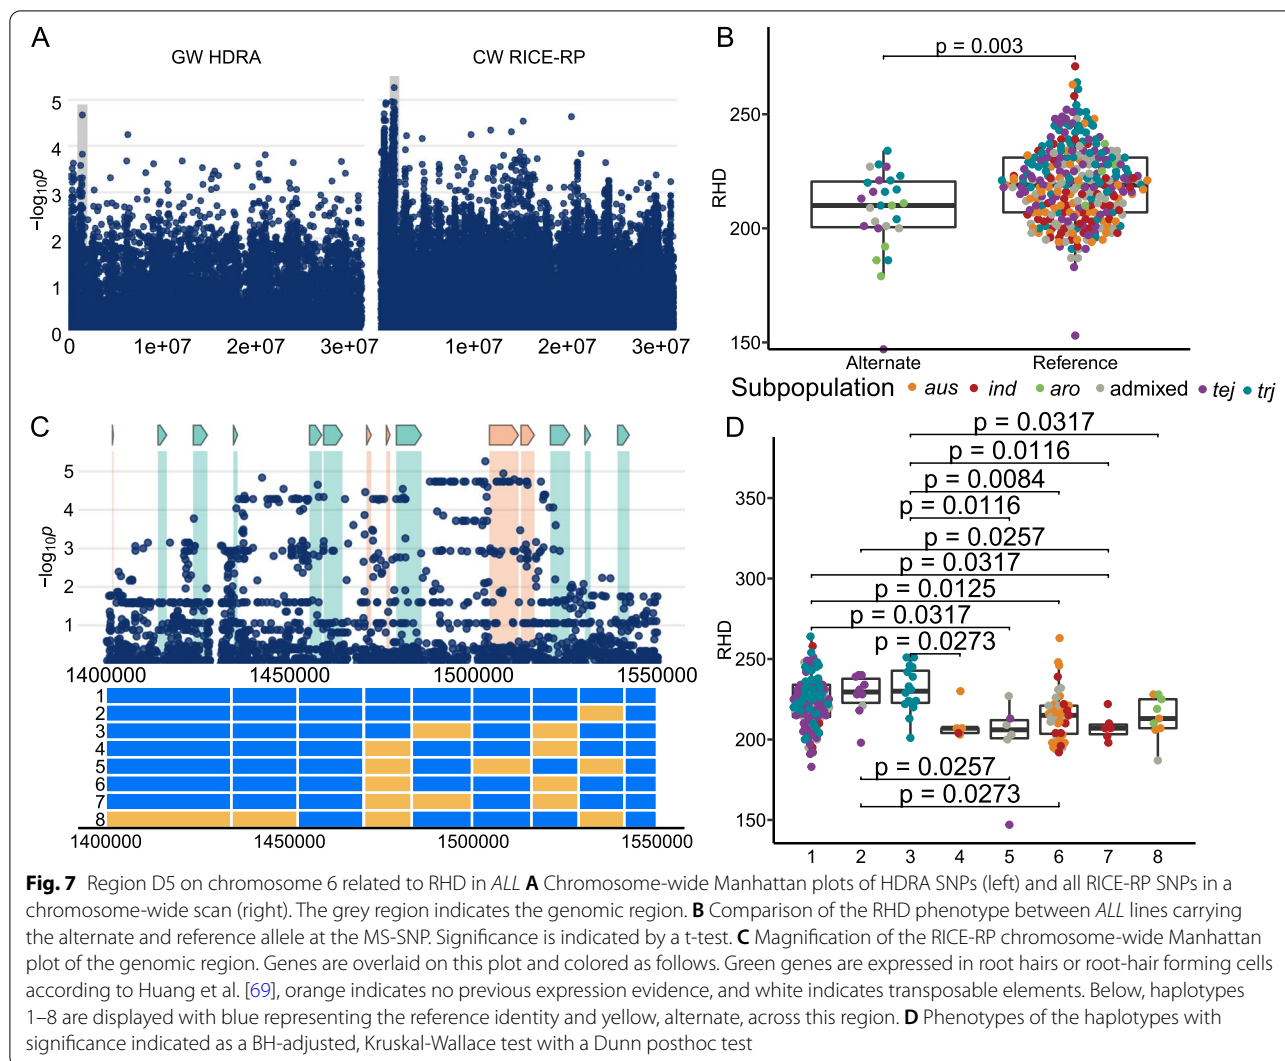 A
GW HDRA
CW RICE-RP
−log10p
5
4
3
2
1
0
0
1e+07
2e+07
3e+07
1e+07
2e+07
3e+07
B
p = 0.003
RHD
250
200
150
Alternate
Reference
Subpopulation aus ind aro admixed tej trj
C
−log10p
5
4
3
2
1
1400000
1450000
1500000
1550000
1
2
3
4
5
6
7
8
1400000
1450000
1500000
1550000
D
p = 0.0317
p = 0.0116
p = 0.0084
p = 0.0116
p = 0.0257
p = 0.0317
p = 0.0125
p = 0.0317
p = 0.0273
RHD
350
300
250
200
150
p = 0.0257
p = 0.0273
1 2 3 4 5 6 7 8
Fig. 7 Region D5 on chromosome 6 related to RHD in ALL A Chromosome-wide Manhattan plots of HDRA SNPs (left) and all RICE-RP SNPs in a
chromosome-wide scan (right). The grey region indicates the genomic region. B Comparison of the RHD phenotype between ALL lines carrying
the alternate and reference allele at the MS-SNP. Significance is indicated by a t-test. C Magnification of the RICE-RP chromosome-wide Manhattan
plot of the genomic region. Genes are overlaid on this plot and colored as follows. Green genes are expressed in root hairs or root-hair forming cells
according to Huang et al. [69], orange indicates no previous expression evidence, and white indicates transposable elements. Below, haplotypes
1–8 are displayed with blue representing the reference identity and yellow, alternate, across this region. D Phenotypes of the haplotypes with
significance indicated as a BH-adjusted, Kruskal-Wallace test with a Dunn posthoc test